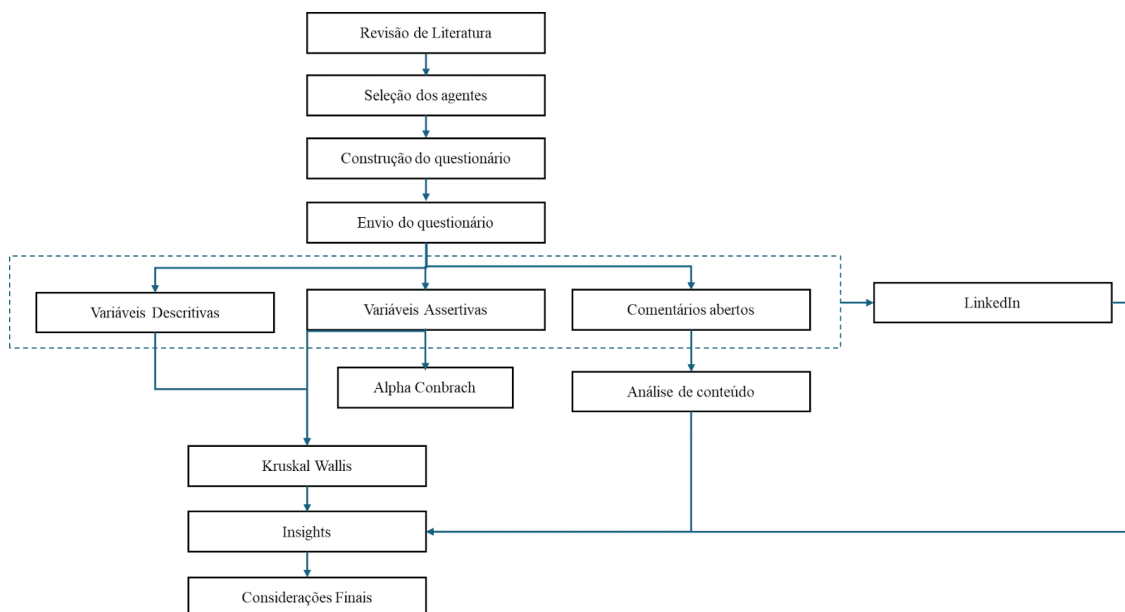 Revisão de Literatura
Seleção dos agentes
Construção do questionário
Envio do questionário
Variáveis Descritivas
Variáveis Assertivas
Comentários abertos
LinkedIn
Alpha Conbrach
Análise de conteúdo
Kruskal Wallis
Insights
Considerações Finais